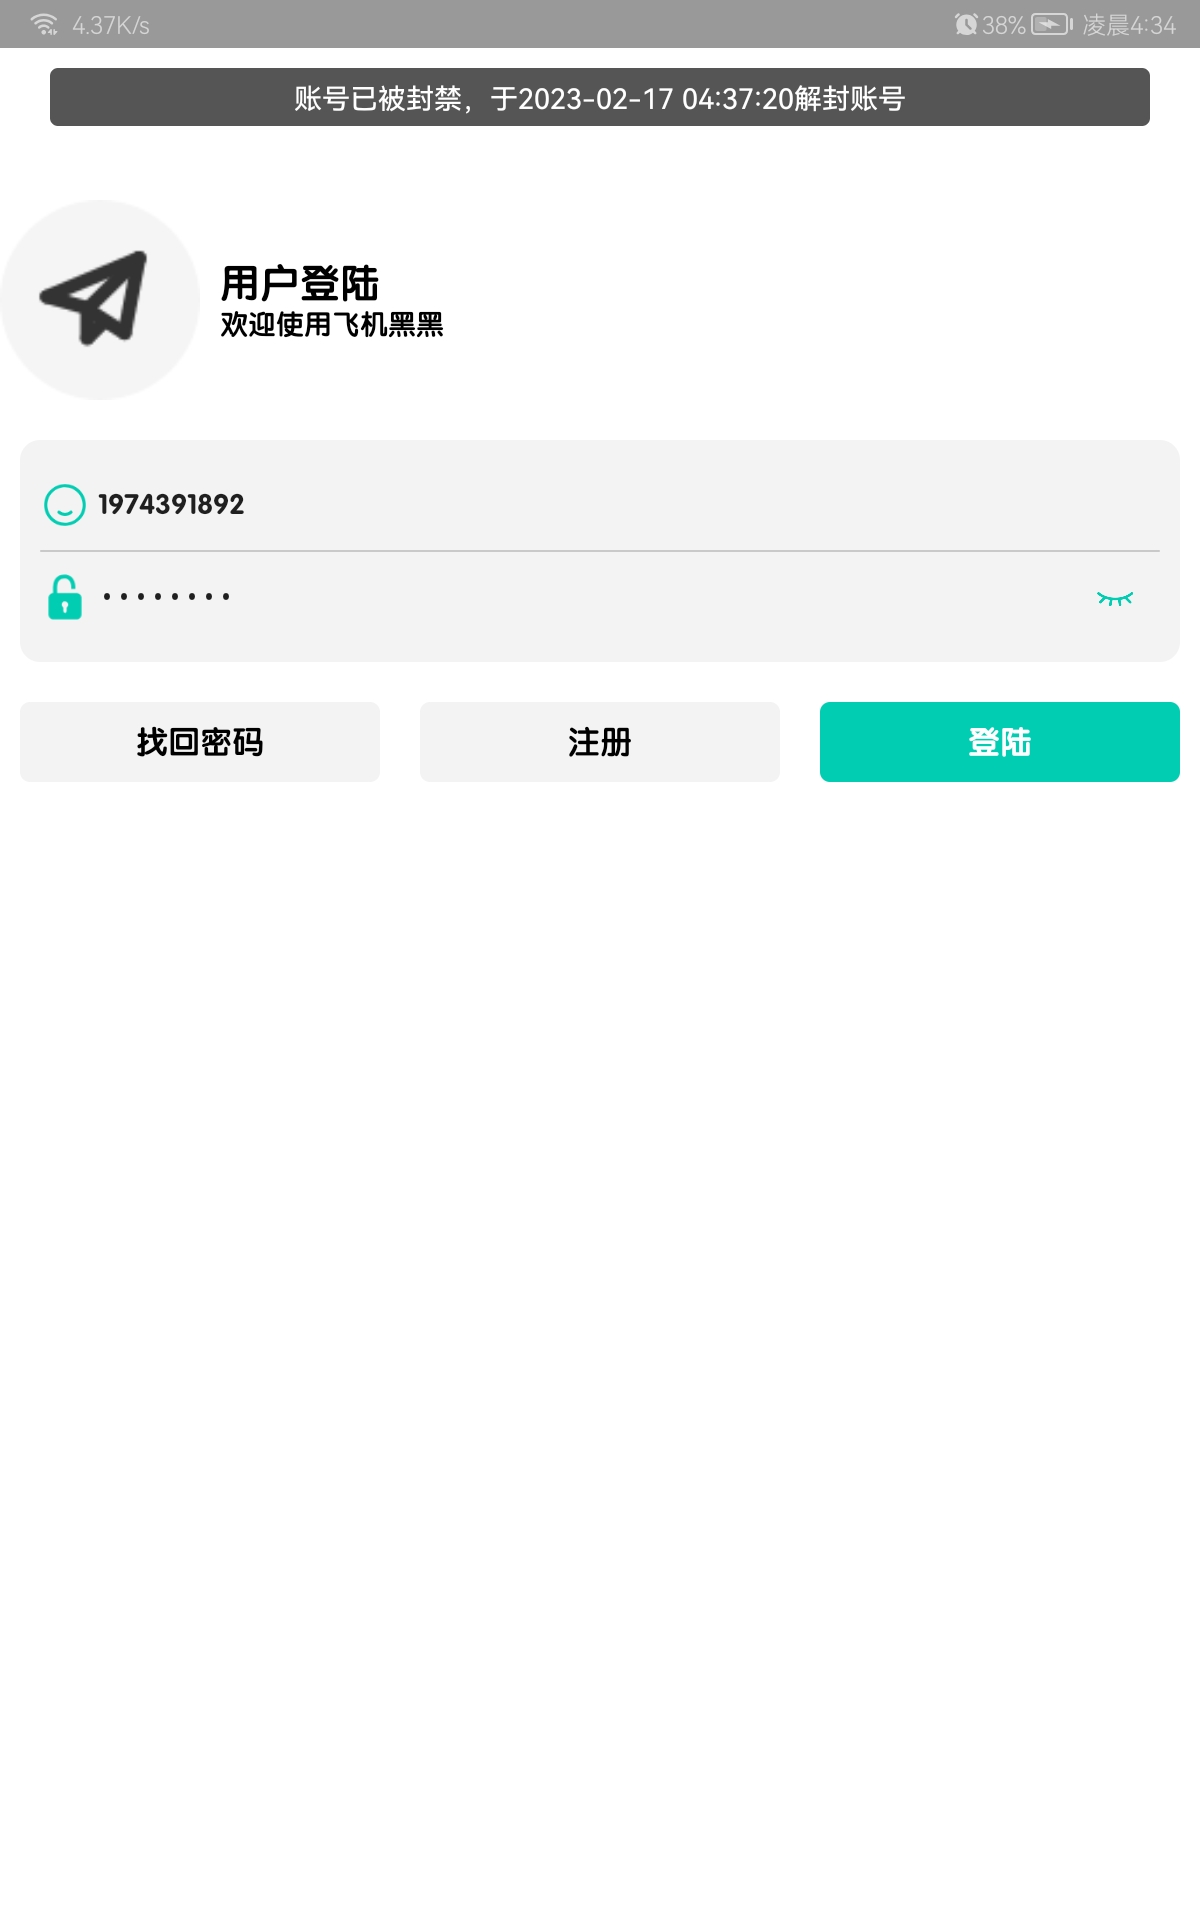 4.37K/s 38% 凌晨4:34
账号已被封禁，于2023-02-17 04:37:20解封账号
用户登陆
欢迎使用飞机黑黑
1974391892
••••••••
找回密码 注册 登陆